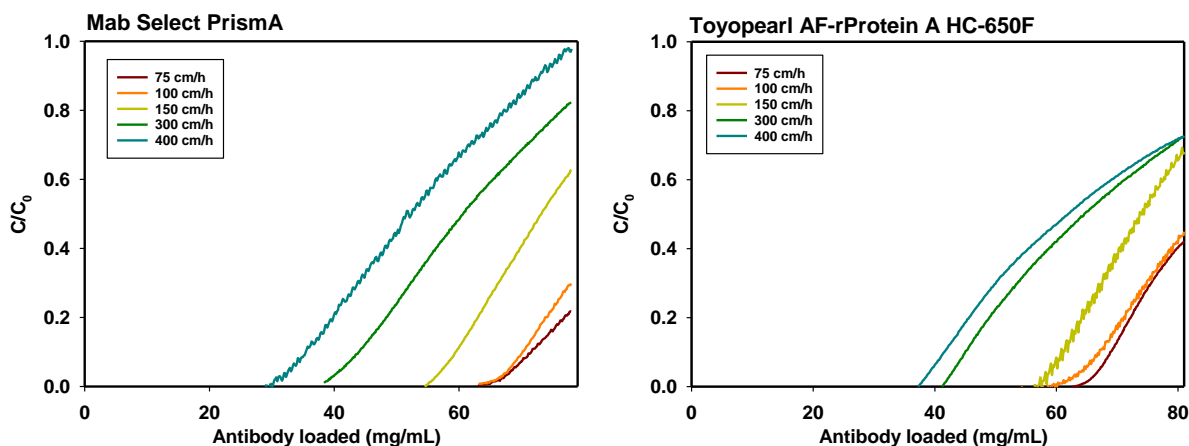 Mab Select PrismA
1.0
0.8
0.6
0.4
0.2
0.0
C/C0
75 cm/h
100 cm/h
150 cm/h
300 cm/h
400 cm/h
0 20 40 60
Antibody loaded (mg/mL)
Toyopearl AF-rProtein A HC-650F
1.0
0.8
0.6
0.4
0.2
0.0
C/C0
75 cm/h
100 cm/h
150 cm/h
300 cm/h
400 cm/h
0 20 40 60 80
Antibody loaded (mg/mL)